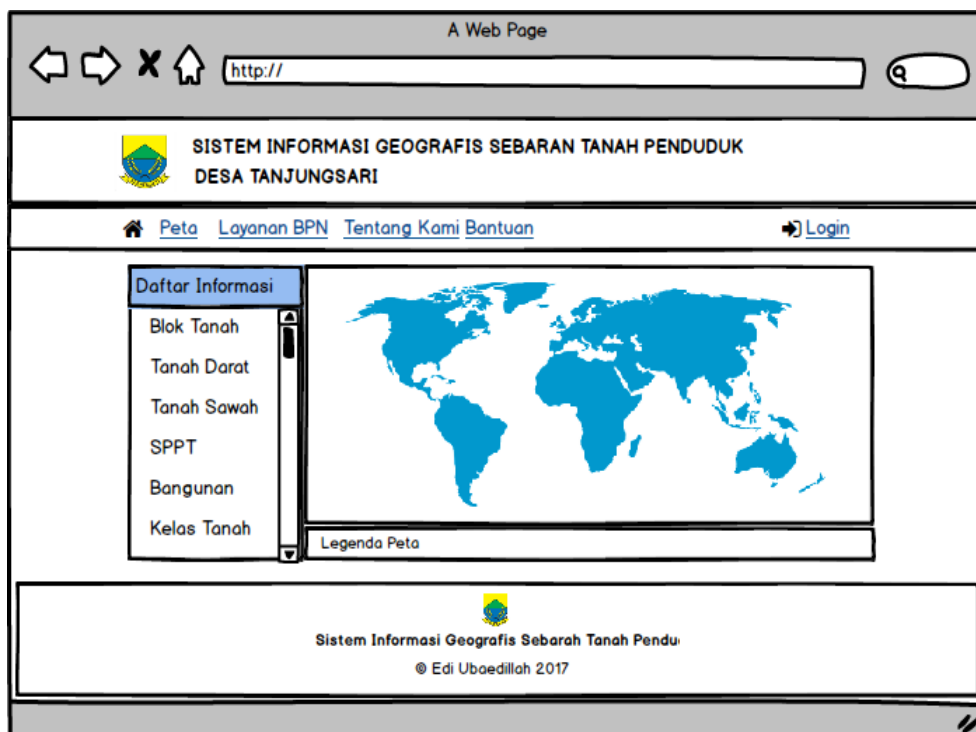 A Web Page
http://
SISTEM INFORMASI GEOGRAFIS SEBARAN TANAH PENDUDUK
DESA TANJUNGSARI
Peta Layanan BPN Tentang Kami Bantuan Login
Daftar Informasi
Blok Tanah
Tanah Darat
Tanah Sawah
SPPT
Bangunan
Kelas Tanah
Legenda Peta
Sistem Informasi Geografis Sebarah Tanah Pendu
© Edi Ubaedillah 2017